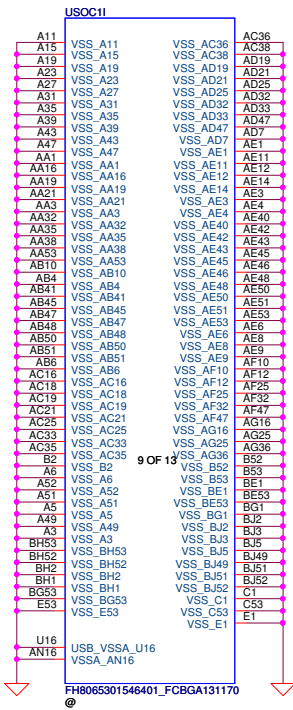 USOC1I
A11 VSS_A11 VSS_AC36 AC36
A15 VSS_A15 VSS_AC38 AC38
A19 VSS_A19 VSS_AD19 AD19
A23 VSS_A23 VSS_AD21 AD21
A27 VSS_A27 VSS_AD25 AD25
A31 VSS_A31 VSS_AD32 AD32
A35 VSS_A35 VSS_AD33 AD33
A39 VSS_A39 VSS_AD47 AD47
A43 VSS_A43 VSS_AD7 AD7
A47 VSS_A47 VSS_AE1 AE1
AA1 VSS_AA1 VSS_AE11 AE11
AA16 VSS_AA16 VSS_AE12 AE12
AA19 VSS_AA19 VSS_AE14 AE14
AA21 VSS_AA21 VSS_AE3 AE3
AA3 VSS_AA3 VSS_AE4 AE4
AA32 VSS_AA32 VSS_AE40 AE40
AA35 VSS_AA35 VSS_AE42 AE42
AA38 VSS_AA38 VSS_AE43 AE43
AA53 VSS_AA53 VSS_AE45 AE45
AB10 VSS_AB10 VSS_AE46 AE46
AB4 VSS_AB4 VSS_AE48 AE48
AB41 VSS_AB41 VSS_AE50 AE50
AB45 VSS_AB45 VSS_AE51 AE51
AB47 VSS_AB47 VSS_AE53 AE53
AB48 VSS_AB48 VSS_AE6 AE6
AB50 VSS_AB50 VSS_AE8 AE8
AB51 VSS_AB51 VSS_AE9 AE9
AB6 VSS_AB6 VSS_AF10 AF10
AC16 VSS_AC16 VSS_AF12 AF12
AC18 VSS_AC18 VSS_AF25 AF25
AC19 VSS_AC19 VSS_AF32 AF32
AC21 VSS_AC21 VSS_AF47 AF47
AC25 VSS_AC25 VSS_AG16 AG16
AC33 VSS_AC33 VSS_AG25 AG25
AC35 VSS_AC35 VSS_AG36 AG36
9 OF 13
B2 VSS_B2 VSS_B52 B52
A6 VSS_A6 VSS_B53 B53
A52 VSS_A52 VSS_BE1 BE1
A51 VSS_A51 VSS_BE53 BE53
A5 VSS_A5 VSS_BG1 BG1
A49 VSS_A49 VSS_BJ2 BJ2
A3 VSS_A3 VSS_BJ3 BJ3
BH53 VSS_BH53 VSS_BJ5 BJ5
BH52 VSS_BH52 VSS_BJ49 BJ49
BH2 VSS_BH2 VSS_BJ51 BJ51
BH1 VSS_BH1 VSS_BJ52 BJ52
BG53 VSS_BG53 VSS_C1 C1
E53 VSS_E53 VSS_C53 C53
VSS_E1 E1
U16 USB_VSSA_U16
AN16 VSSA_AN16
FH8065301546401_FCBGA131170
@